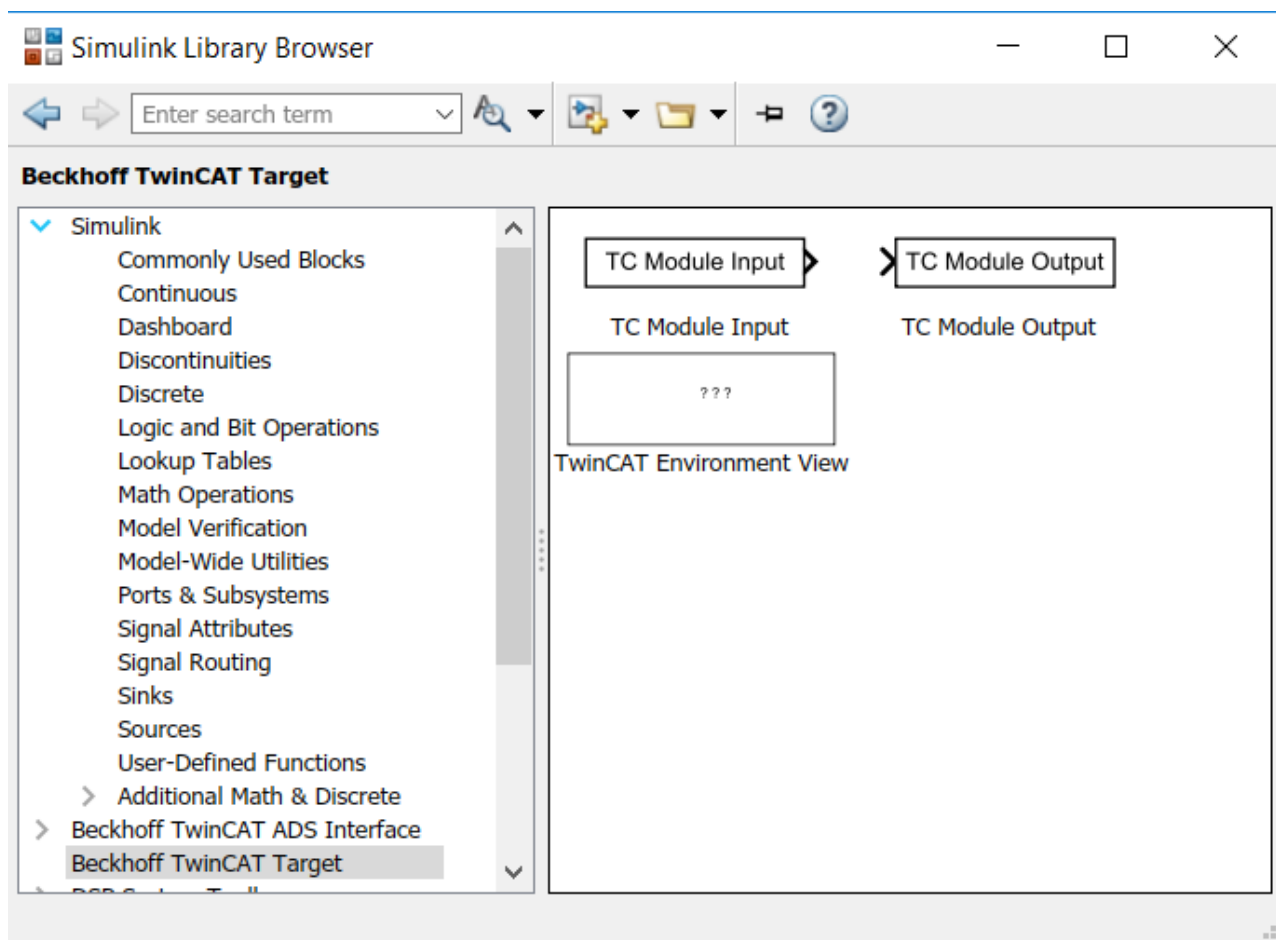 Simulink Library Browser
Enter search term
Beckhoff TwinCAT Target
Simulink
Commonly Used Blocks
Continuous
Dashboard
Discontinuities
Discrete
Logic and Bit Operations
Lookup Tables
Math Operations
Model Verification
Model-Wide Utilities
Ports & Subsystems
Signal Attributes
Signal Routing
Sinks
Sources
User-Defined Functions
Additional Math & Discrete
Beckhoff TwinCAT ADS Interface
Beckhoff TwinCAT Target
TC Module Input
TC Module Output
TC Module Input
TC Module Output
???
TwinCAT Environment View